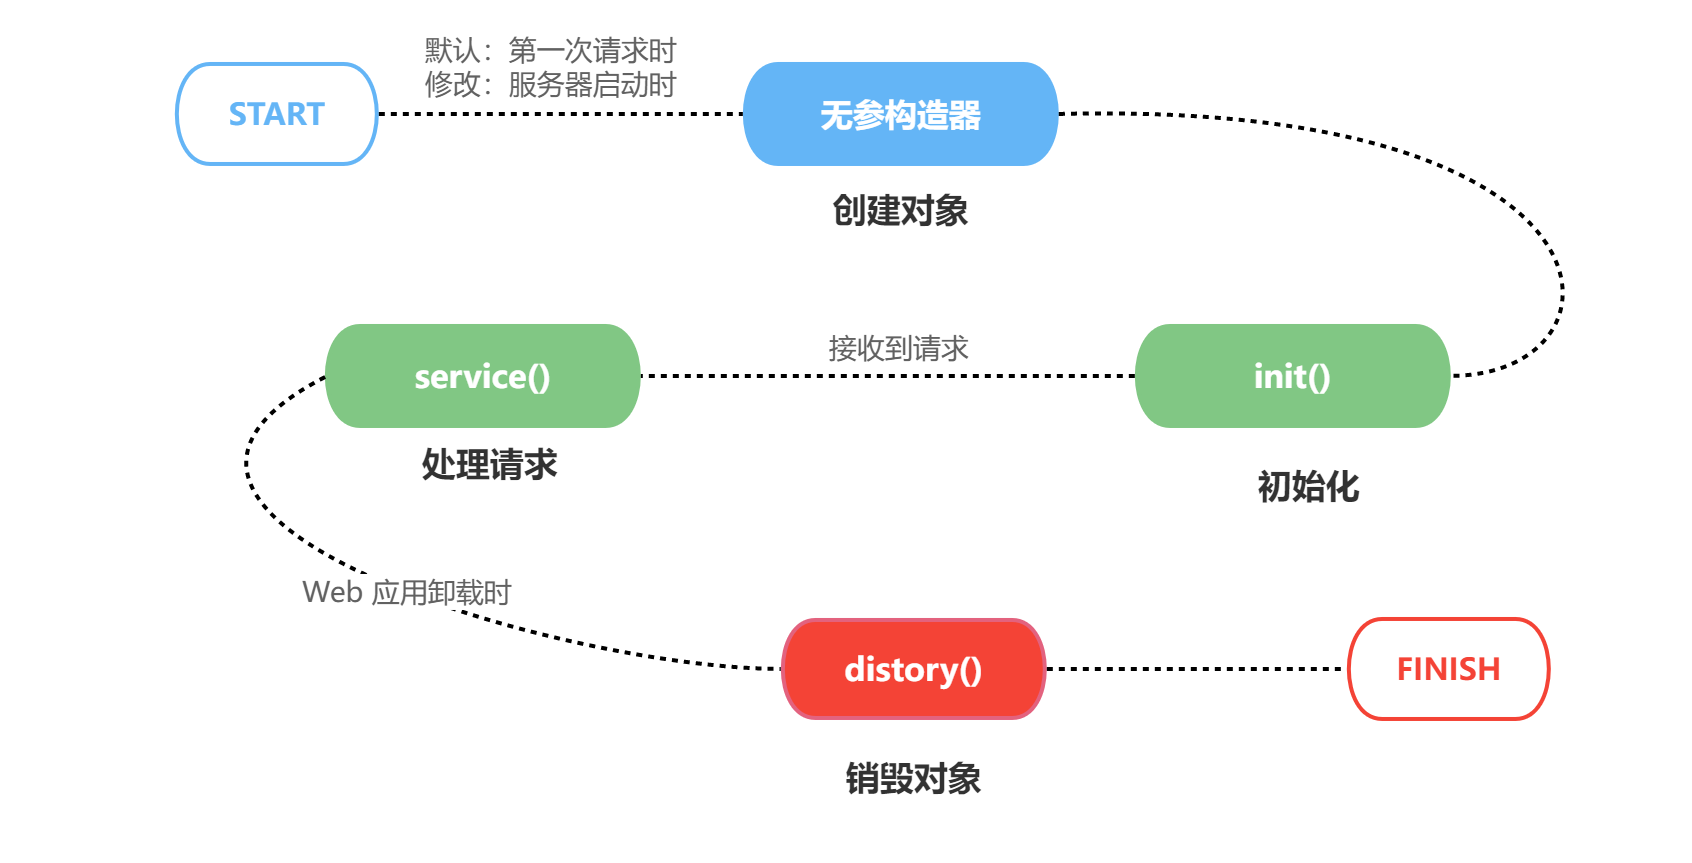 默认：第一次请求时
修改：服务器启动时
START
无参构造器
创建对象
service()
接收到请求
init()
处理请求
初始化
Web 应用卸载时
distory()
FINISH
销毁对象